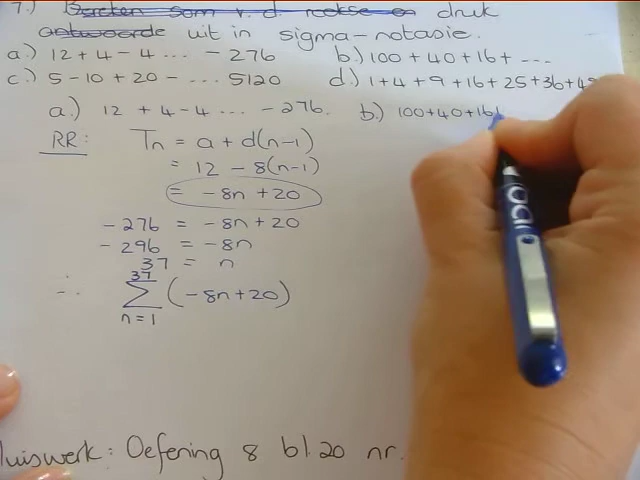 7.) Bereken som v.d. reekse en druk
antwoorde uit in sigma-notasie.
a.) 12 + 4 - 4 ... - 276 b.) 100 + 40 + 16 + ...
c.) 5 - 10 + 20 - ... 5120 d.) 1 + 4 + 9 + 16 + 25 + 36 + 49
a.) 12 + 4 - 4 ... - 276. b.) 100 + 40 + 16
RR: Tn = a + d(n-1)
= 12 - 8(n-1)
= -8n + 20
-276 = -8n + 20
-296 = -8n
37 = n
37
∴ Σ (-8n + 20)
n = 1
luiswerk: Oefening 8 bl. 20 nr.